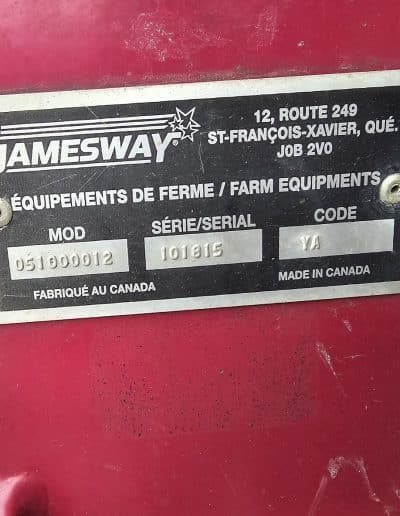 JAMESWAY
12, ROUTE 249
ST-FRANÇOIS-XAVIER, QUÉ.
J0B 2V0
ÉQUIPEMENTS DE FERME / FARM EQUIPMENTS
MOD SÉRIE/SERIAL CODE
051000012 101815 YA
FABRIQUÉ AU CANADA MADE IN CANADA